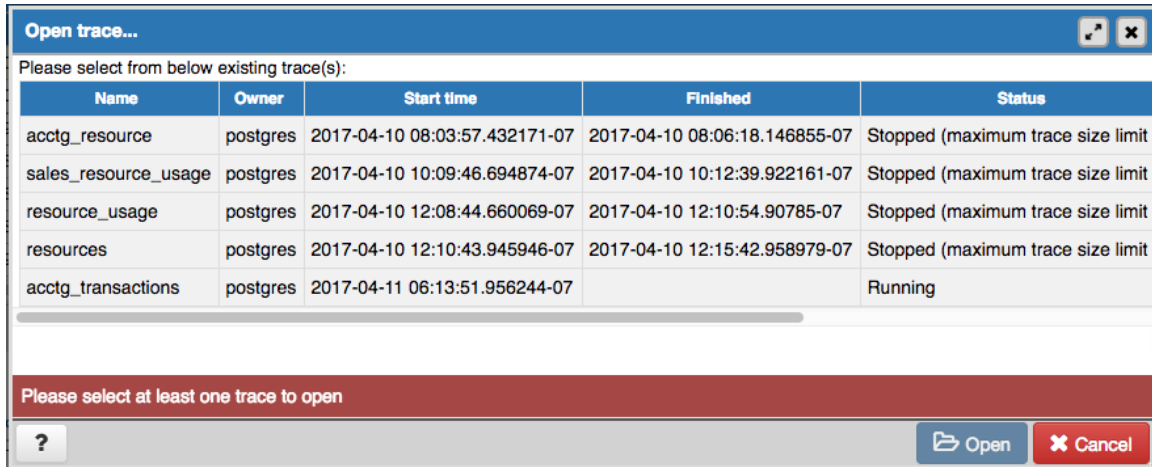 Open trace...
Please select from below existing trace(s):
Name Owner Start time Finished Status
acctg_resource postgres 2017-04-10 08:03:57.432171-07 2017-04-10 08:06:18.146855-07 Stopped (maximum trace size limit
sales_resource_usage postgres 2017-04-10 10:09:46.694874-07 2017-04-10 10:12:39.922161-07 Stopped (maximum trace size limit
resource_usage postgres 2017-04-10 12:08:44.660069-07 2017-04-10 12:10:54.90785-07 Stopped (maximum trace size limit
resources postgres 2017-04-10 12:10:43.945946-07 2017-04-10 12:15:42.958979-07 Stopped (maximum trace size limit
acctg_transactions postgres 2017-04-11 06:13:51.956244-07 Running
Please select at least one trace to open
? Open Cancel